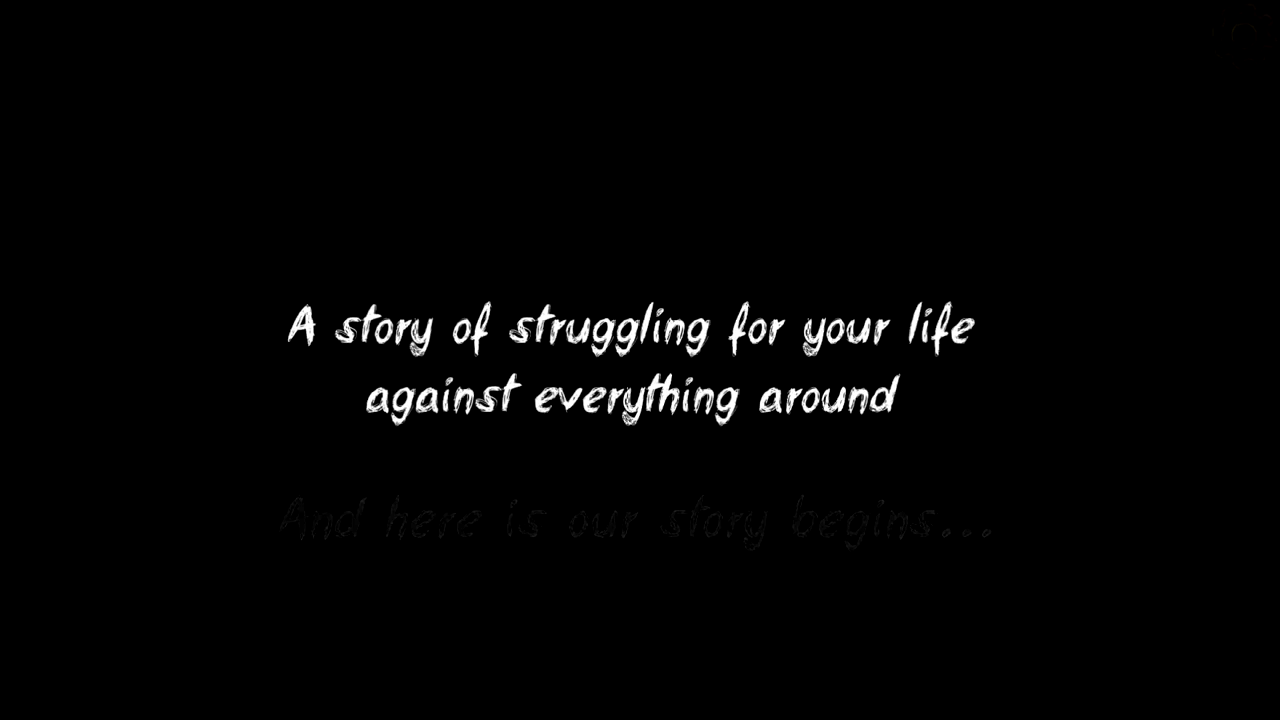 A story of struggling for your life
against everything around
And here is our story begins...